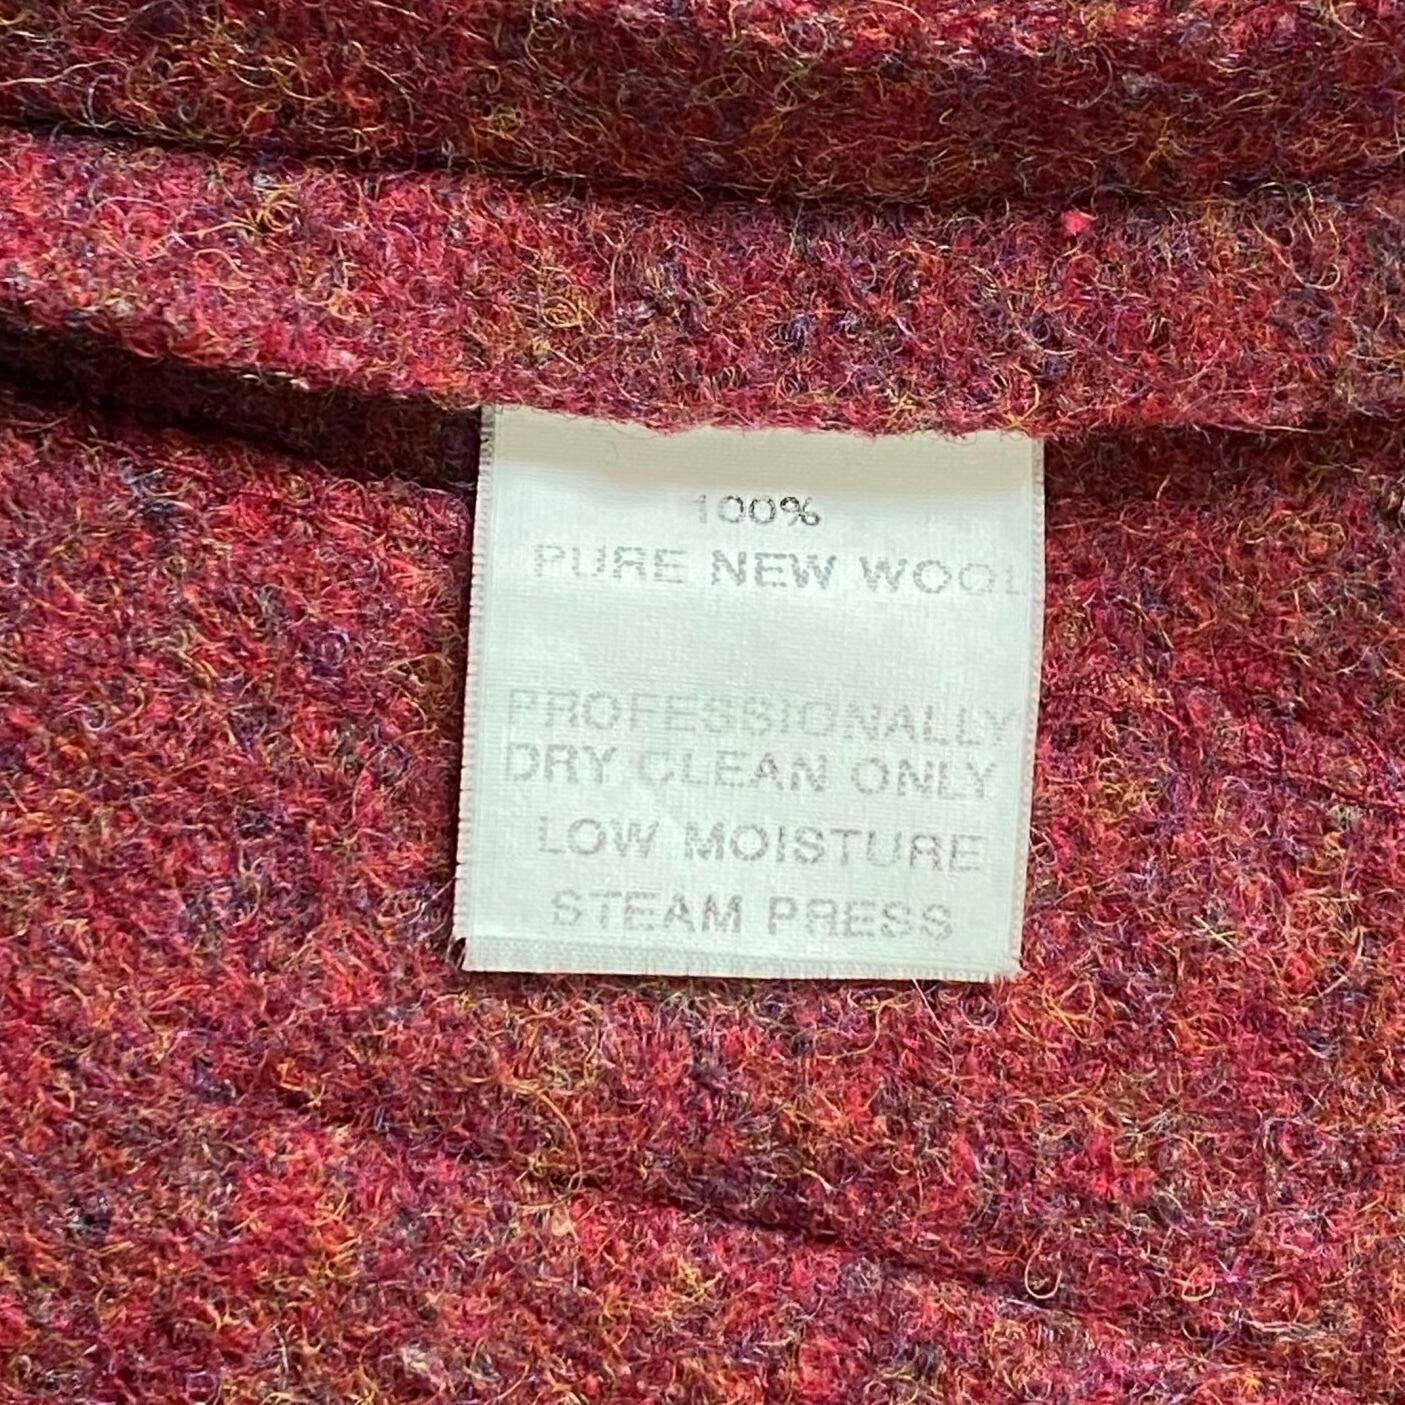 100%
PURE NEW WOOL
PROFESSIONALLY
DRY CLEAN ONLY
LOW MOISTURE
STEAM PRESS